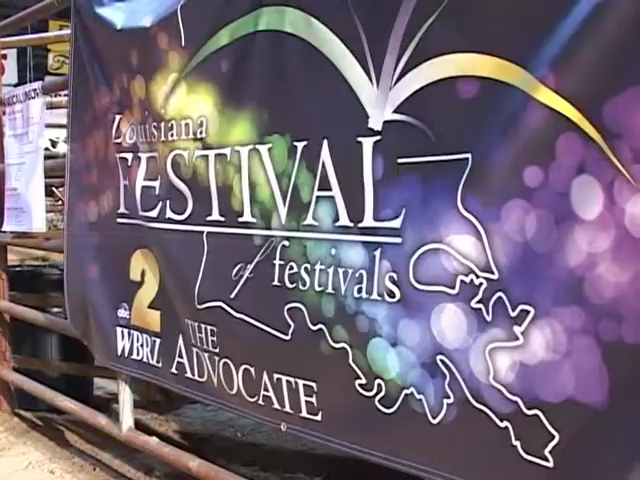 Louisiana
FESTIVAL
of festivals
abc 2
WBRZ
THE
ADVOCATE